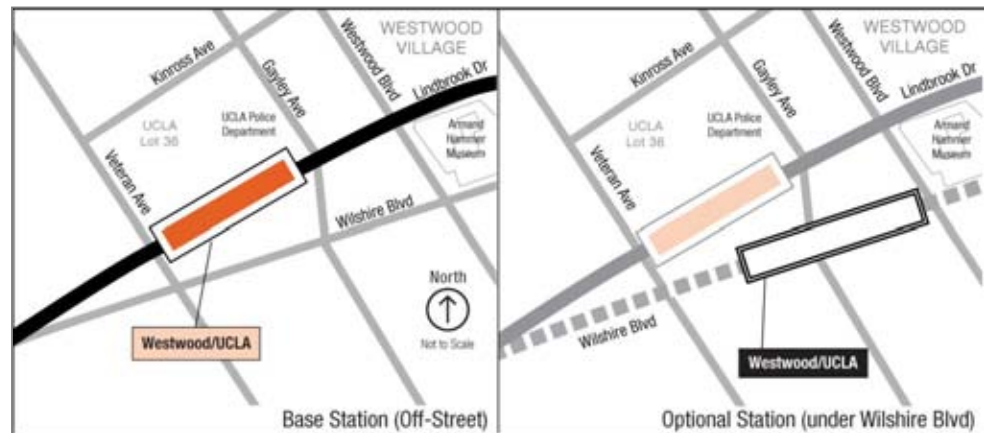 WESTWOOD
VILLAGE
Kinross Ave
Gayley Ave
Westwood Blvd
Lindbrook Dr
UCLA
Lot 36
UCLA Police
Department
Armand
Hammer
Museum
Veteran Ave
Wilshire Blvd
North
Not to Scale
Westwood/UCLA
Base Station (Off-Street)
WESTWOOD
VILLAGE
Kinross Ave
Gayley Ave
Westwood Blvd
Lindbrook Dr
UCLA
Lot 36
UCLA Police
Department
Armand
Hammer
Museum
Veteran Ave
Wilshire Blvd
Westwood/UCLA
Optional Station (under Wilshire Blvd)